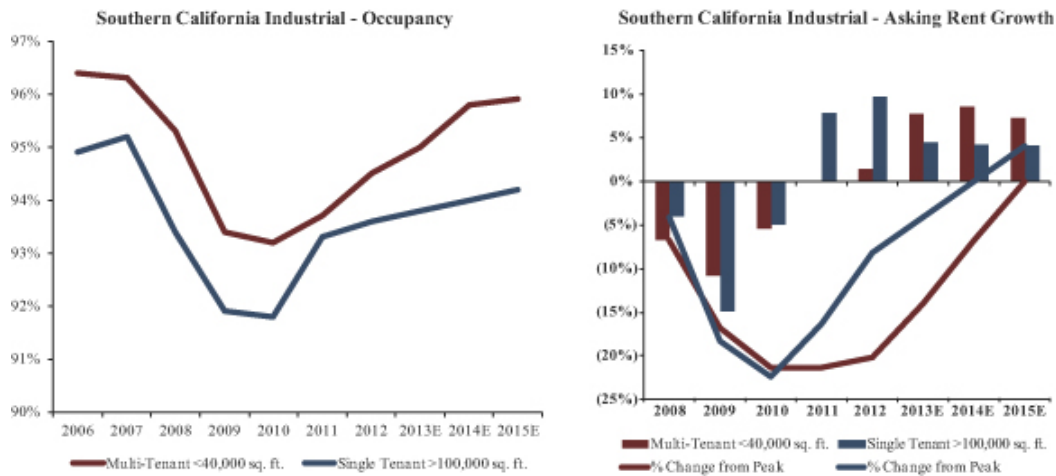 Southern California Industrial - Occupancy
97%
96%
95%
94%
93%
92%
91%
90%
2006 2007 2008 2009 2010 2011 2012 2013E 2014E 2015E
Multi-Tenant <40,000 sq. ft. Single Tenant >100,000 sq. ft.
Southern California Industrial - Asking Rent Growth
15%
10%
5%
0%
(5%)
(10%)
(15%)
(20%)
(25%)
2008 2009 2010 2011 2012 2013E 2014E 2015E
Multi-Tenant <40,000 sq. ft. Single Tenant >100,000 sq. ft.
% Change from Peak % Change from Peak